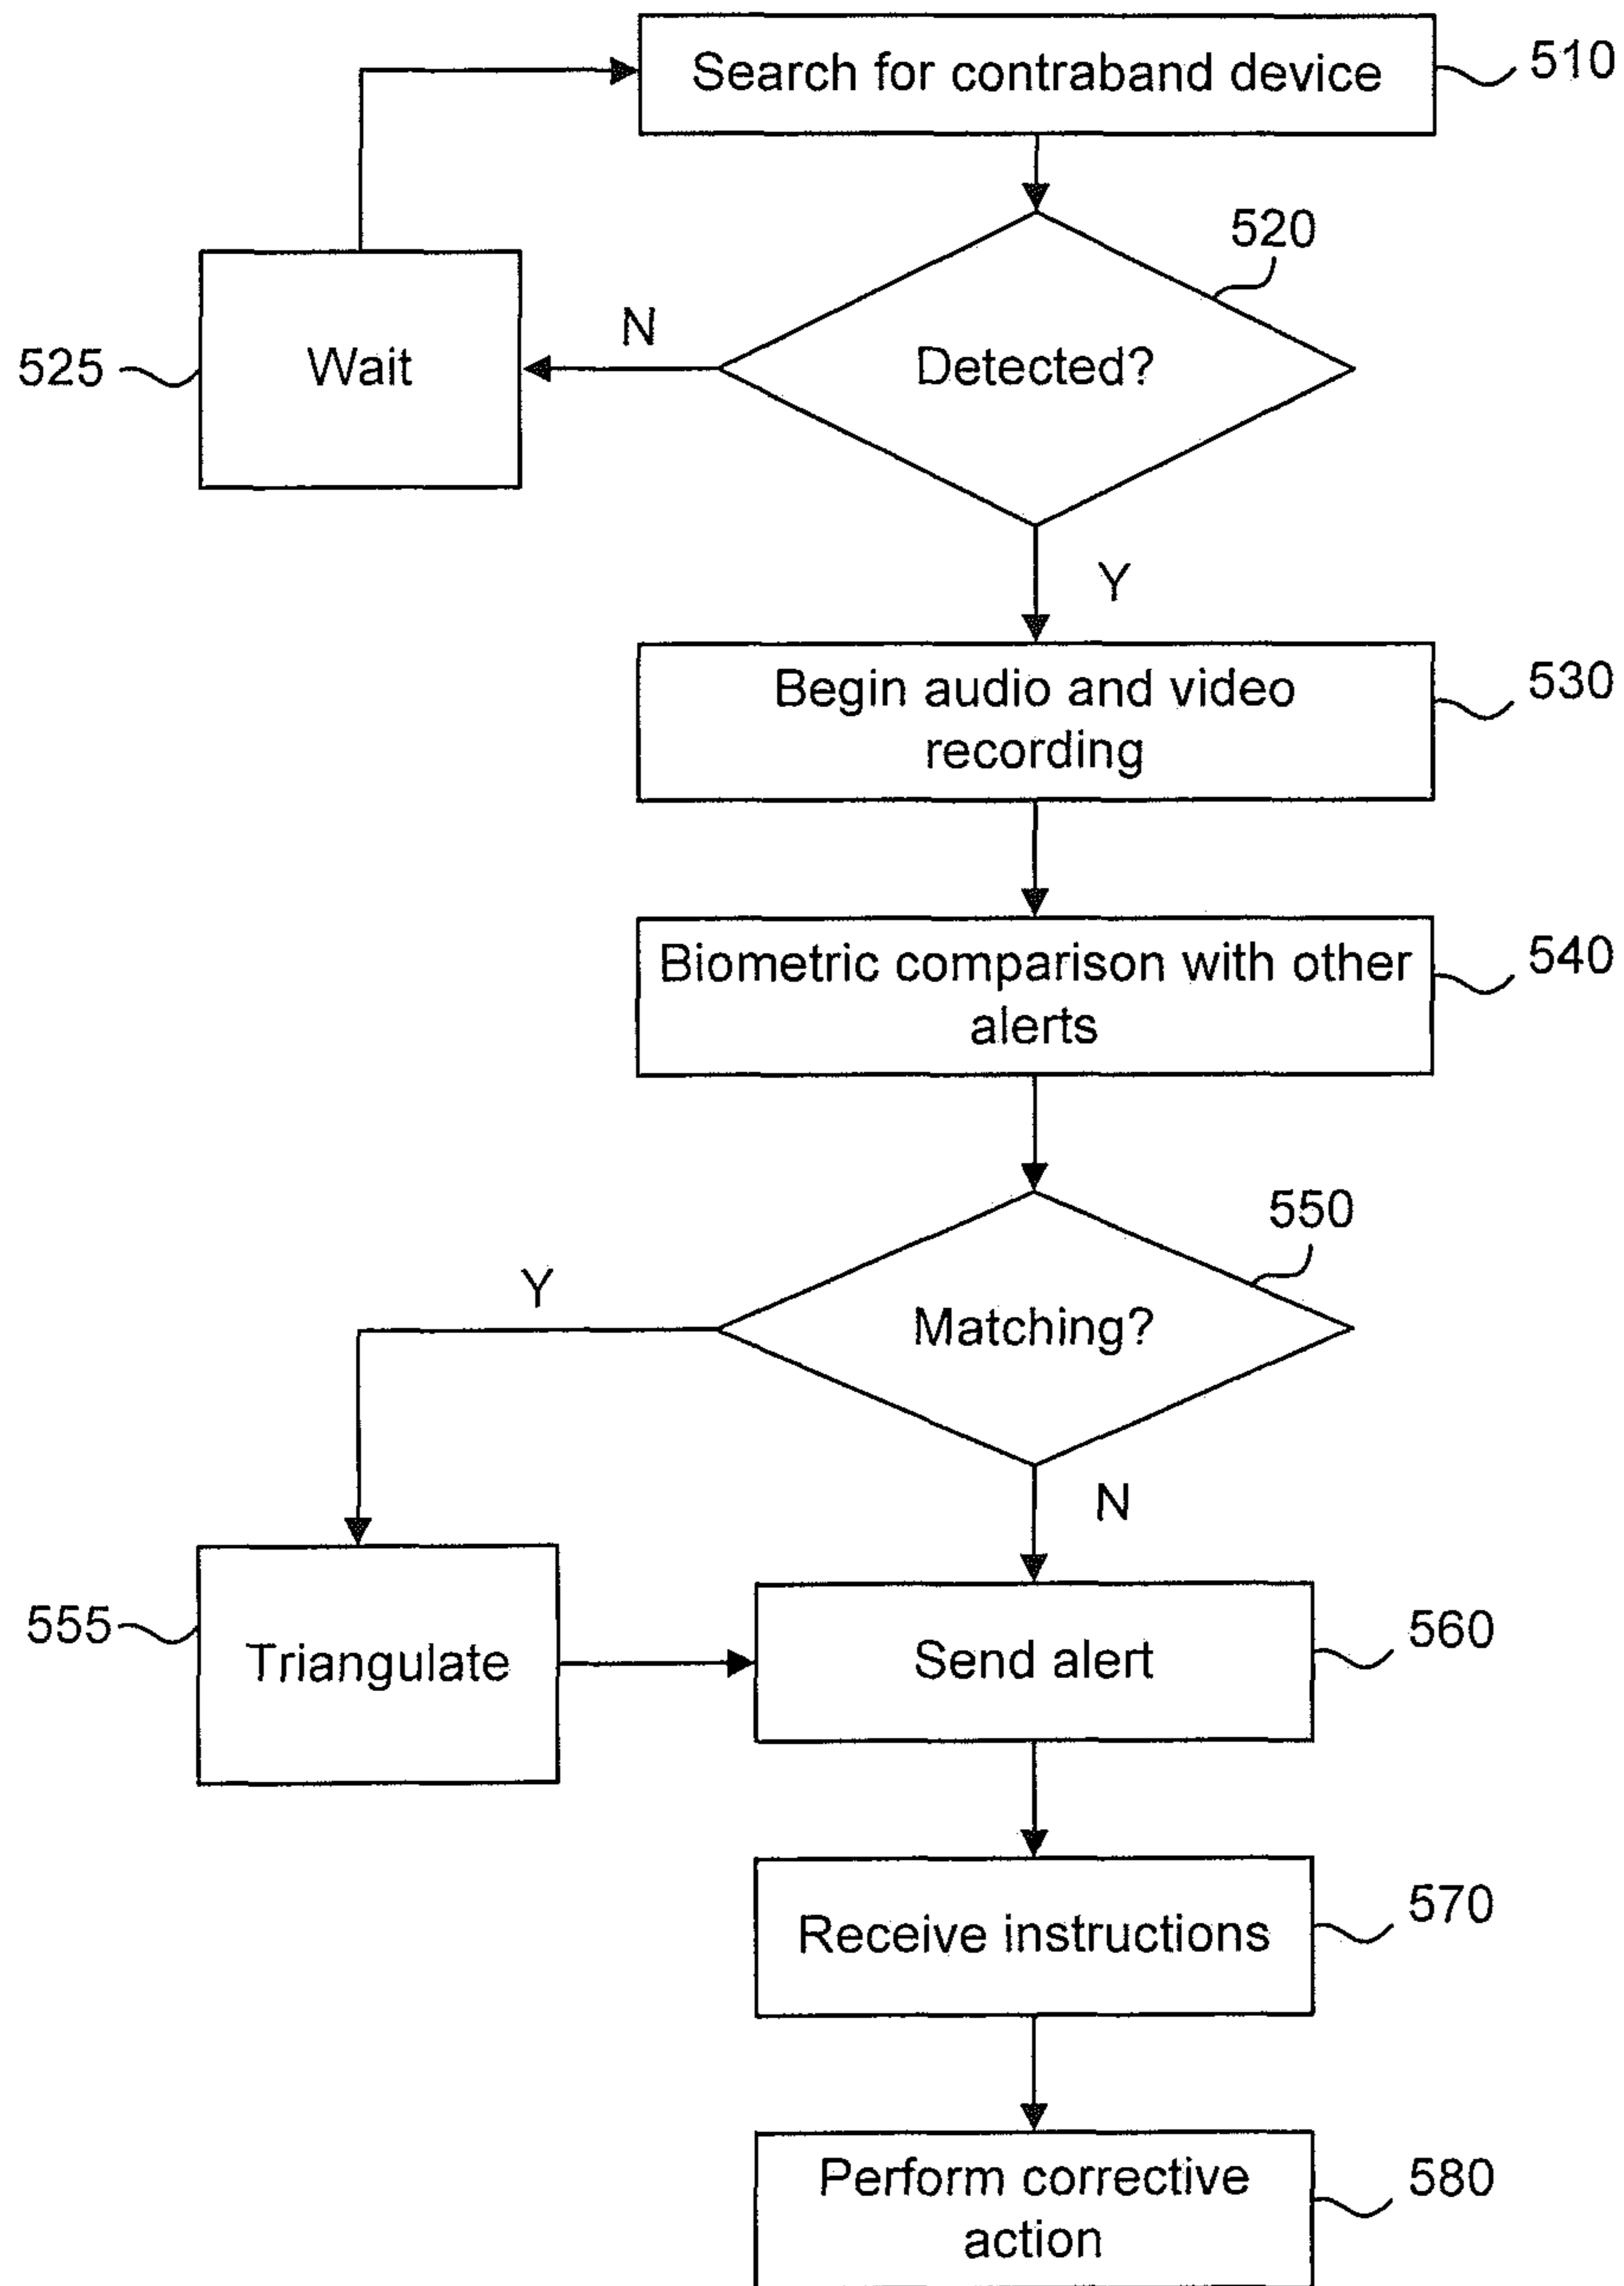 Search for contraband device
510
520
N
Detected?
525
Wait
Y
Begin audio and video
recording
530
Biometric comparison with other
alerts
540
550
Y
Matching?
N
555
Triangulate
Send alert
560
Receive instructions
570
Perform corrective
action
580